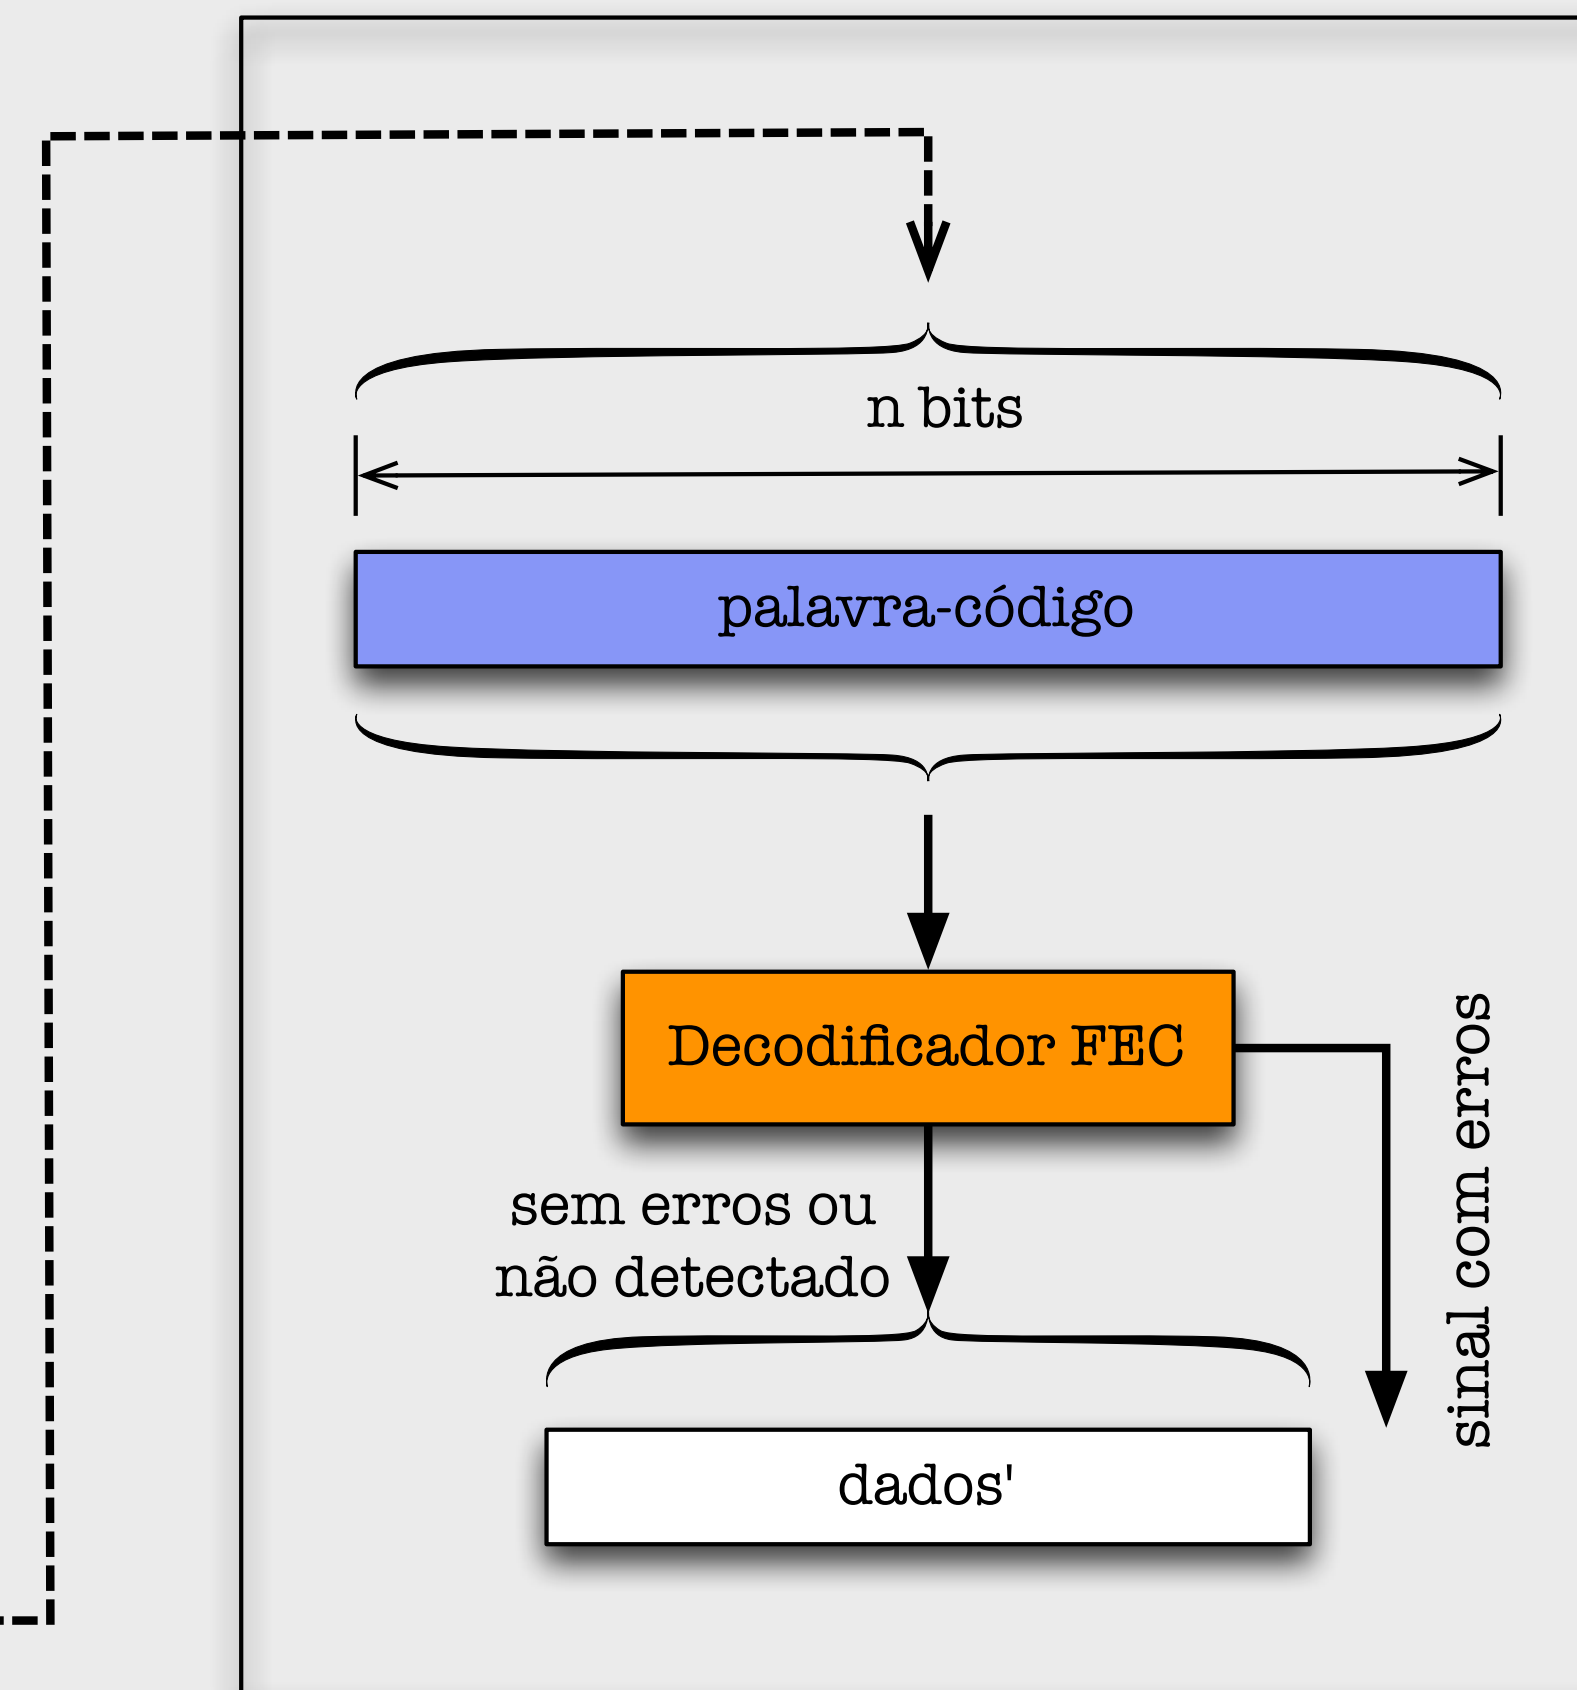 n bits
palavra-código
Decodificador FEC
sinal com erros
sem erros ou
não detectado
dados'